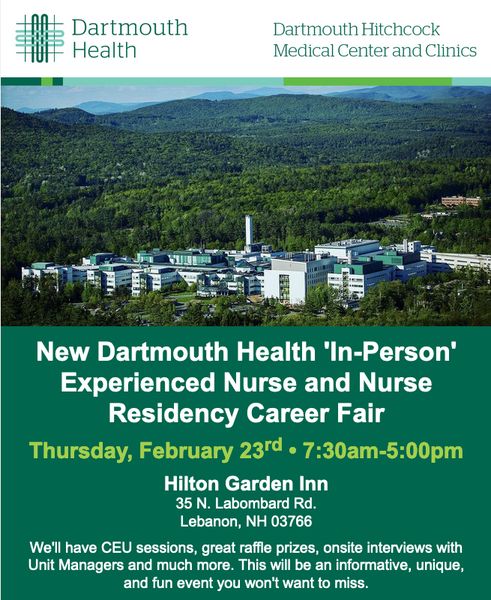 Dartmouth
Health
Dartmouth Hitchcock
Medical Center and Clinics
New Dartmouth Health 'In-Person'
Experienced Nurse and Nurse
Residency Career Fair
Thursday, February 23rd • 7:30am-5:00pm
Hilton Garden Inn
35 N. Labombard Rd.
Lebanon, NH 03766
We'll have CEU sessions, great raffle prizes, onsite interviews with
Unit Managers and much more. This will be an informative, unique,
and fun event you won't want to miss.